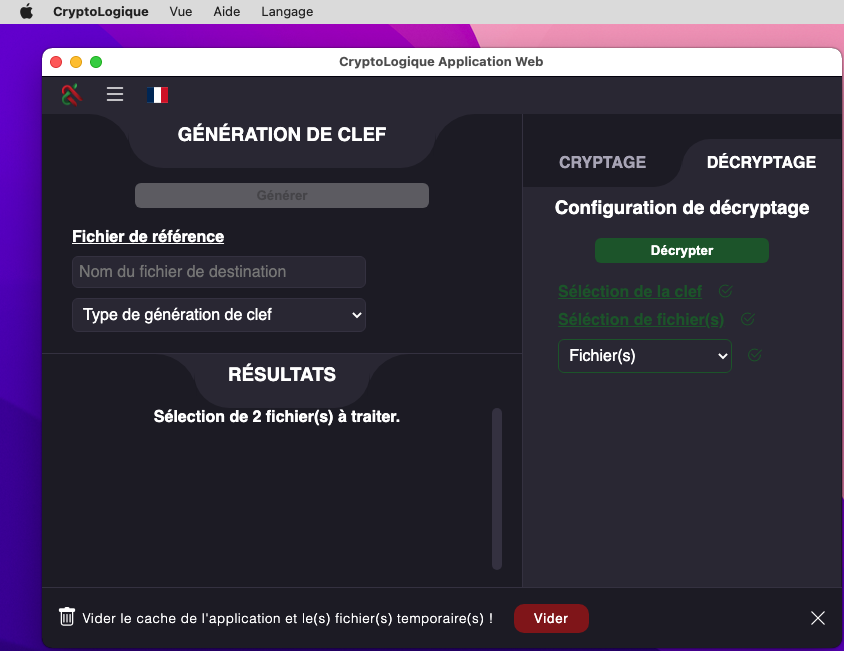 CryptoLogique Vue Aide Langage
CryptoLogique Application Web
GÉNÉRATION DE CLEF
Générer
Fichier de référence
Nom du fichier de destination
Type de génération de clef
RÉSULTATS
Sélection de 2 fichier(s) à traiter.
CRYPTAGE DÉCRYPTAGE
Configuration de décryptage
Décrypter
Séléction de la clef
Séléction de fichier(s)
Fichier(s)
Vider le cache de l'application et le(s) fichier(s) temporaire(s) ! Vider